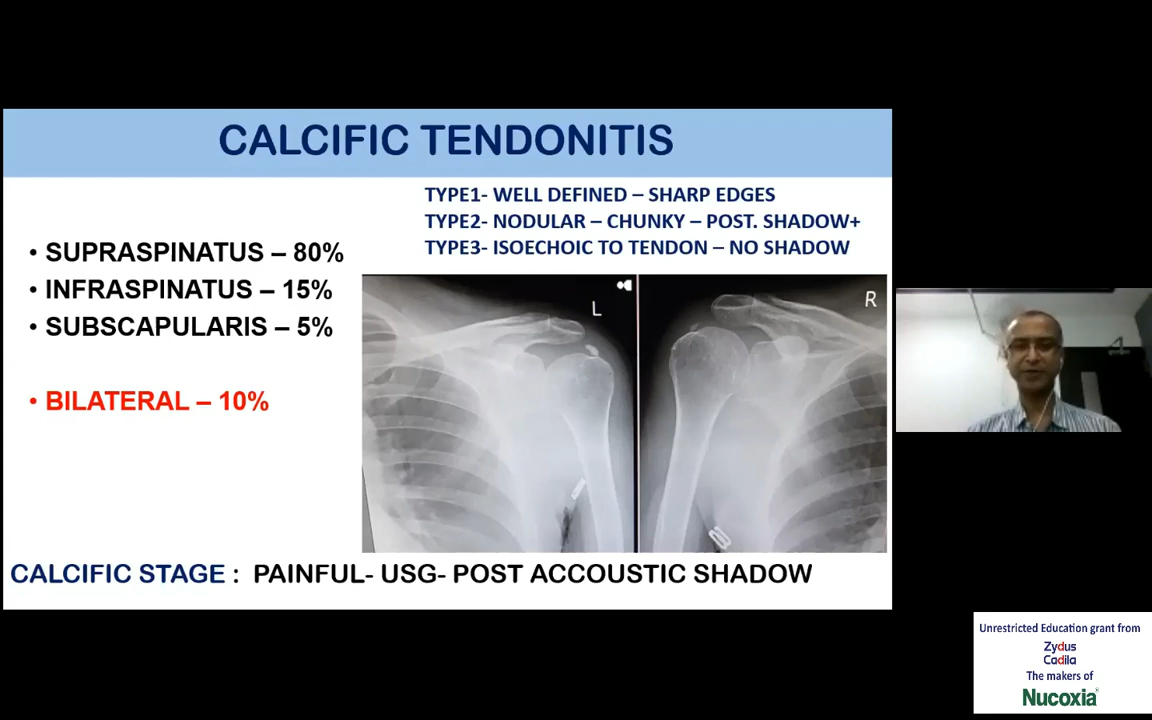 CALCIFIC TENDONITIS
TYPE1- WELL DEFINED – SHARP EDGES
TYPE2- NODULAR – CHUNKY – POST. SHADOW+
TYPE3- ISOECHOIC TO TENDON – NO SHADOW
• SUPRASPINATUS – 80%
• INFRASPINATUS – 15%
• SUBSCAPULARIS – 5%
• BILATERAL – 10%
L
R
CALCIFIC STAGE : PAINFUL- USG- POST ACCOUSTIC SHADOW
Unrestricted Education grant from
Zydus
Cadila
The makers of
Nucoxia